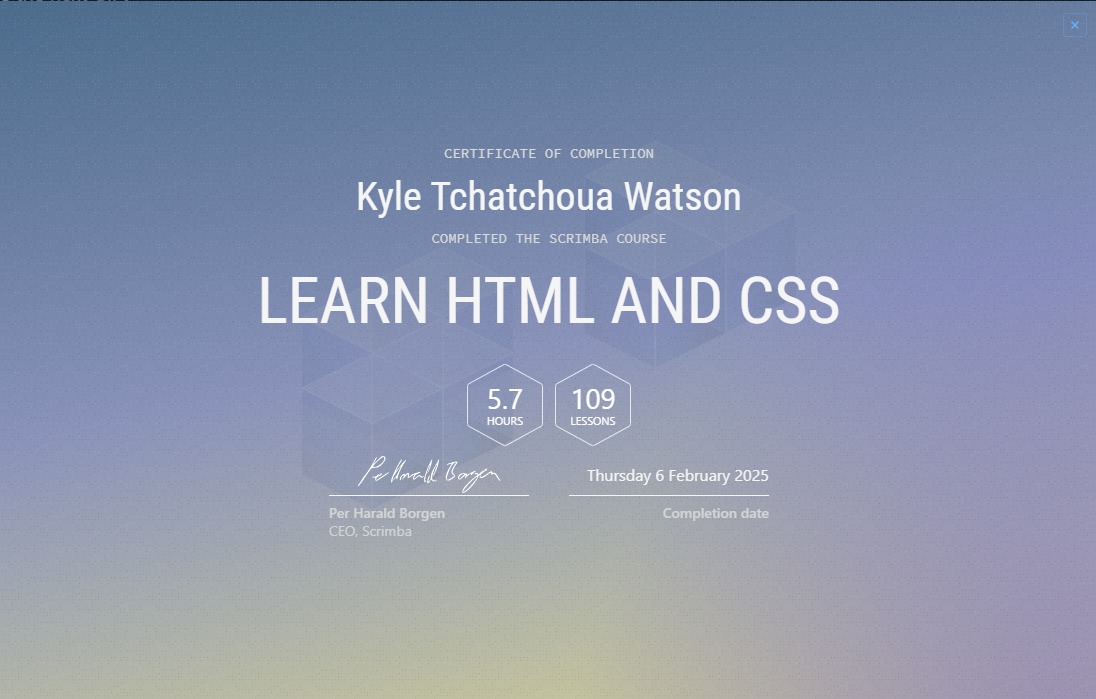 CERTIFICATE OF COMPLETION
Kyle Tchatchoua Watson
COMPLETED THE SCRIMBA COURSE
LEARN HTML AND CSS
5.7
HOURS
109
LESSONS
Per Harald Borgen
Thursday 6 February 2025
Per Harald Borgen
CEO, Scrimba
Completion date